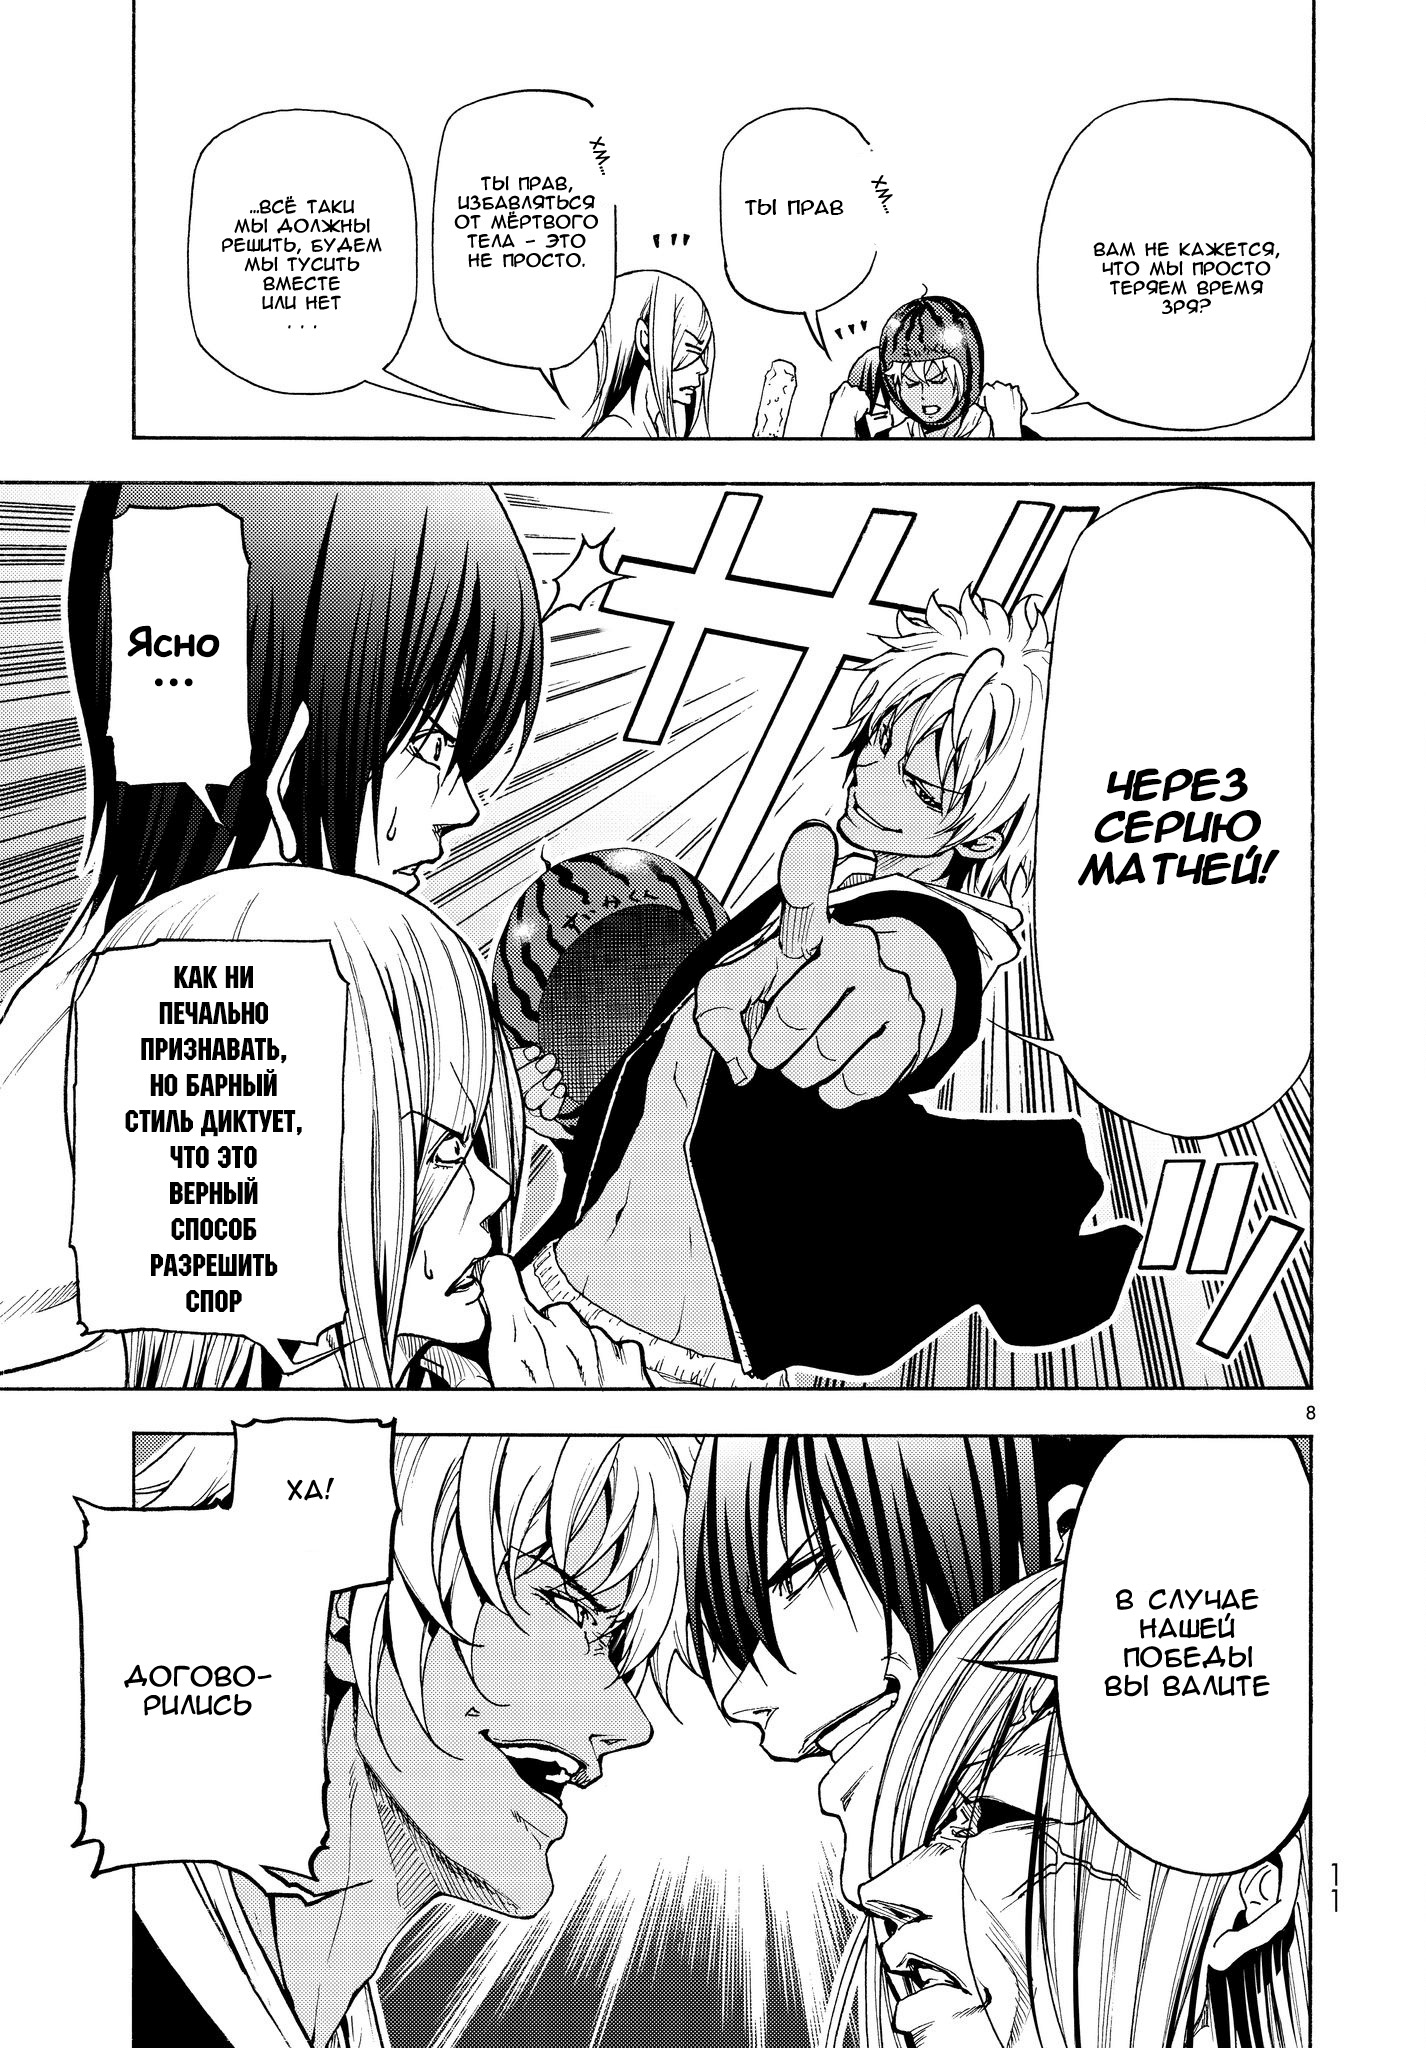 ВАМ НЕ КАЖЕТСЯ,
ЧТО МЫ ПРОСТО
ТЕРЯЕМ ВРЕМЯ
ЗРЯ?
ХМ...
ТЫ ПРАВ
ХМ...
ТЫ ПРАВ,
ИЗБАВЛЯТЬСЯ
ОТ МЁРТВОГО
ТЕЛА - ЭТО
НЕ ПРОСТО.
...ВСЁ ТАКИ
МЫ ДОЛЖНЫ
РЕШИТЬ, БУДЕМ
МЫ ТУСИТЬ
ВМЕСТЕ
ИЛИ НЕТ
...
ЧЕРЕЗ
СЕРИЮ
МАТЧЕЙ!
ザ
Ясно
...
КАК НИ
ПЕЧАЛЬНО
ПРИЗНАВАТЬ,
НО БАРНЫЙ
СТИЛЬ ДИКТУЕТ,
ЧТО ЭТО
ВЕРНЫЙ
СПОСОБ
РАЗРЕШИТЬ
СПОР
8
В СЛУЧАЕ
НАШЕЙ
ПОБЕДЫ
ВЫ ВАЛИТЕ
ХА!
ДОГОВО-
РИЛИСЬ
11